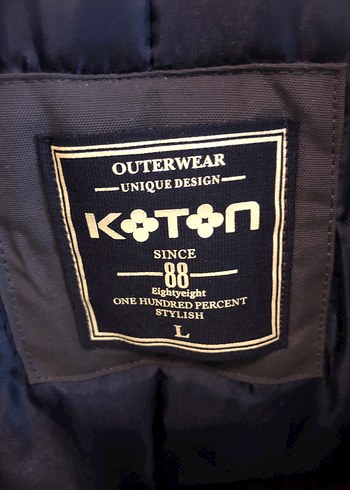 OUTERWEAR
UNIQUE DESIGN
KOTON
SINCE
88
Eightyeight
ONE HUNDRED PERCENT
STYLISH
L